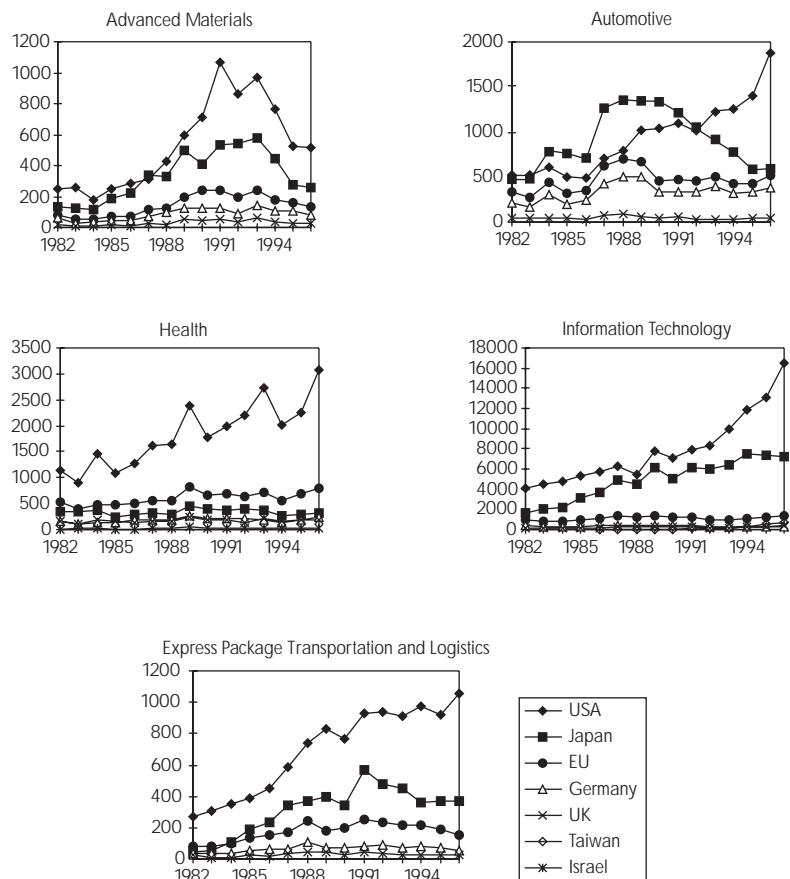 Advanced Materials
1200
1000
800
600
400
200
0
1982 1985 1988 1991 1994
Automotive
2000
1500
1000
500
0
1982 1985 1988 1991 1994
Health
3500
3000
2500
2000
1500
1000
500
0
1982 1985 1988 1991 1994
Information Technology
18000
16000
14000
12000
10000
8000
6000
4000
2000
0
1982 1985 1988 1991 1994
Express Package Transportation and Logistics
1200
1000
800
600
400
200
0
1982 1985 1988 1991 1994
USA
Japan
EU
Germany
UK
Taiwan
Israel